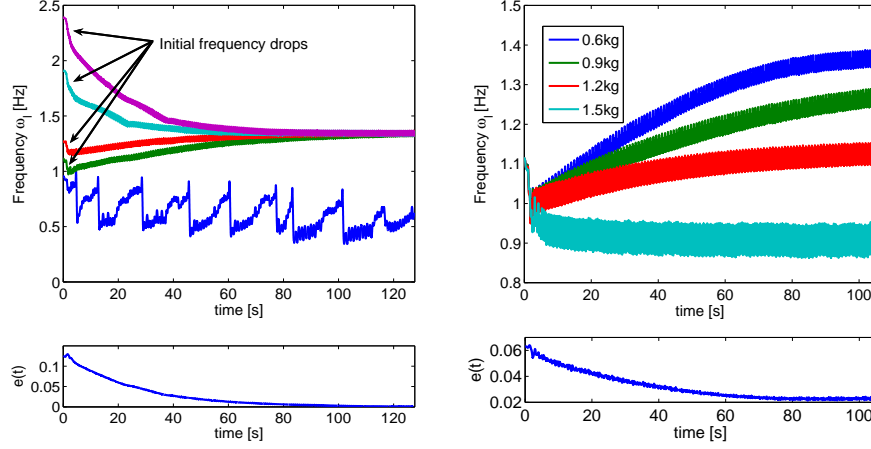 2.5
2
1.5
1
0.5
0
Frequency ωi [Hz]
Initial frequency drops
0 20 40 60 80 100 120
time [s]
0.1
0.05
0
e(t)
0 20 40 60 80 100 120
time [s]
1.5
1.4
1.3
1.2
1.1
1
0.9
0.8
Frequency ωi [Hz]
0.6kg
0.9kg
1.2kg
1.5kg
0 20 40 60 80 100
time [s]
0.06
0.04
0.02
e(t)
0 20 40 60 80 100
time [s]